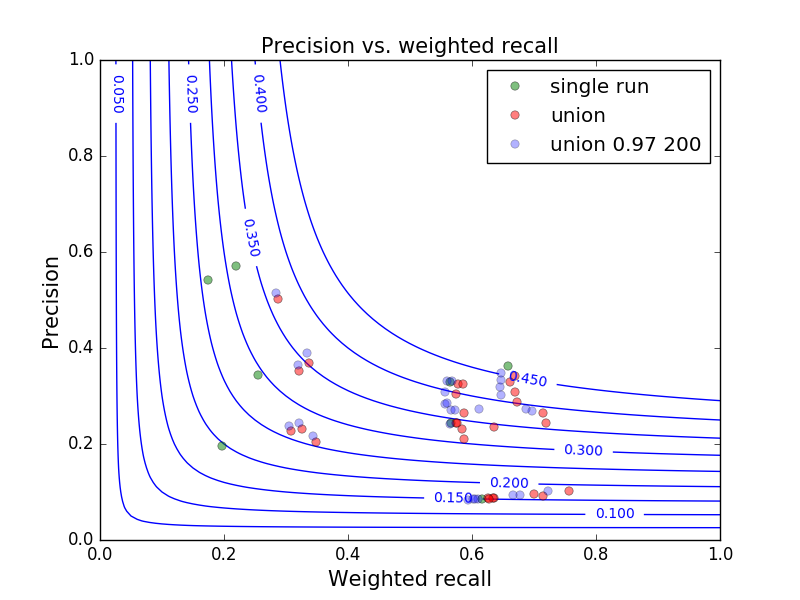 Precision vs. weighted recall
1.0
0.8
0.6
0.4
0.2
0.0
Precision
0.050
0.250
0.400
0.350
0.450
0.300
0.200
0.150
0.100
single run
union
union 0.97 200
0.0 0.2 0.4 0.6 0.8 1.0
Weighted recall